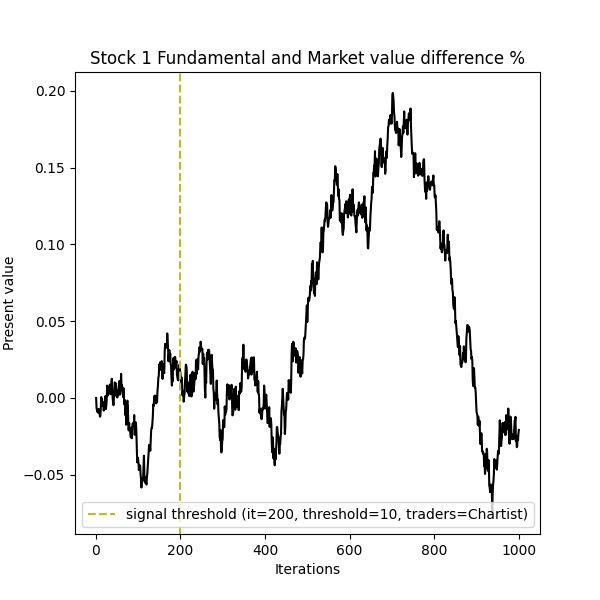 Stock 1 Fundamental and Market value difference %
Present value
0.20
0.15
0.10
0.05
0.00
−0.05
signal threshold (it=200, threshold=10, traders=Chartist)
0 200 400 600 800 1000
Iterations